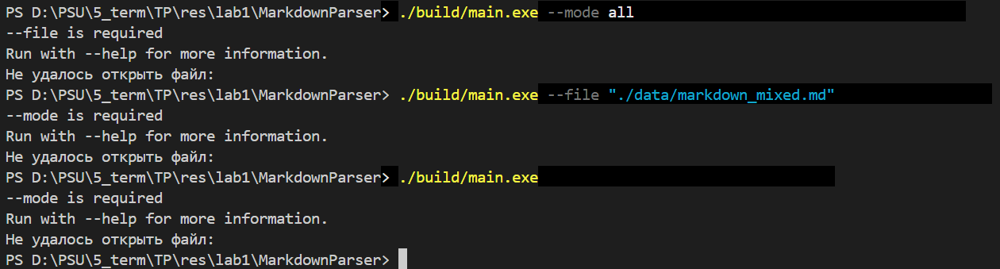 PS D:\PSU\5_term\TP\res\lab1\MarkdownParser> ./build/main.exe --mode all
--file is required
Run with --help for more information.
Не удалось открыть файл:
PS D:\PSU\5_term\TP\res\lab1\MarkdownParser> ./build/main.exe --file "./data/markdown_mixed.md"
--mode is required
Run with --help for more information.
Не удалось открыть файл:
PS D:\PSU\5_term\TP\res\lab1\MarkdownParser> ./build/main.exe
--mode is required
Run with --help for more information.
Не удалось открыть файл:
PS D:\PSU\5_term\TP\res\lab1\MarkdownParser>